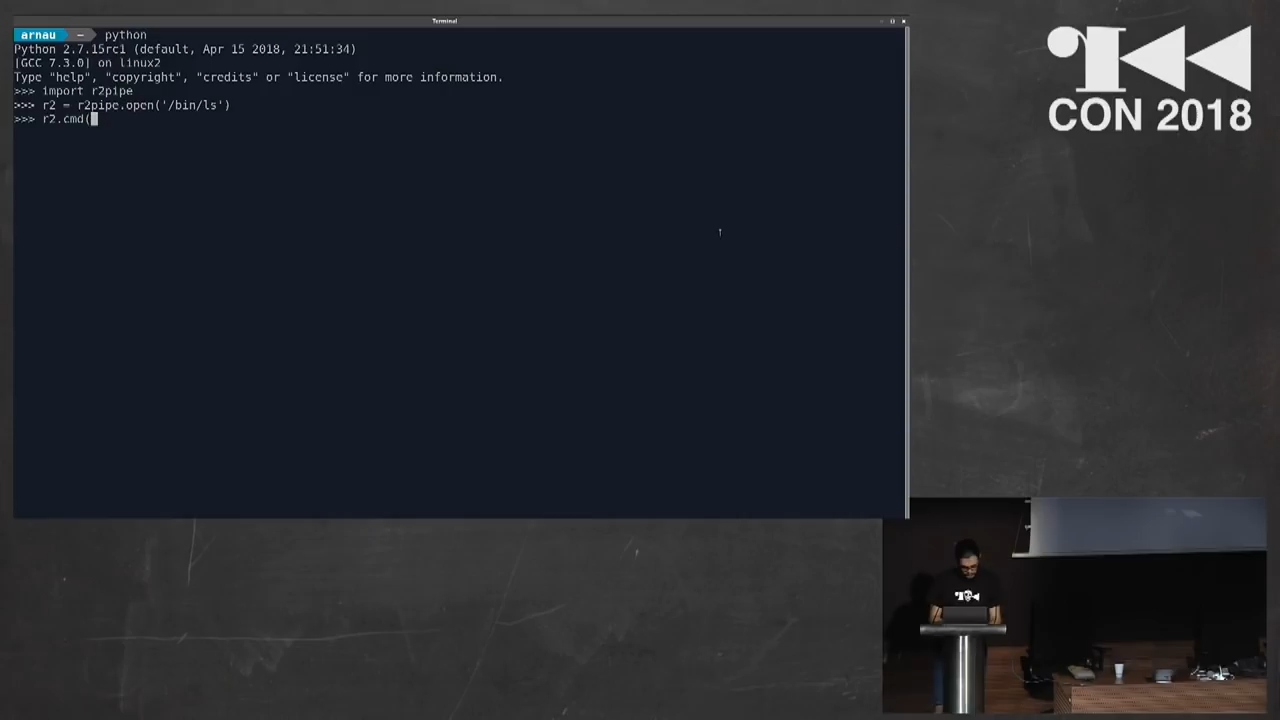 Terminal
arnau ~ python
Python 2.7.15rc1 (default, Apr 15 2018, 21:51:34)
[GCC 7.3.0] on linux2
Type "help", "copyright", "credits" or "license" for more information.
>>> import r2pipe
>>> r2 = r2pipe.open('/bin/ls')
>>> r2.cmd(
CON 2018